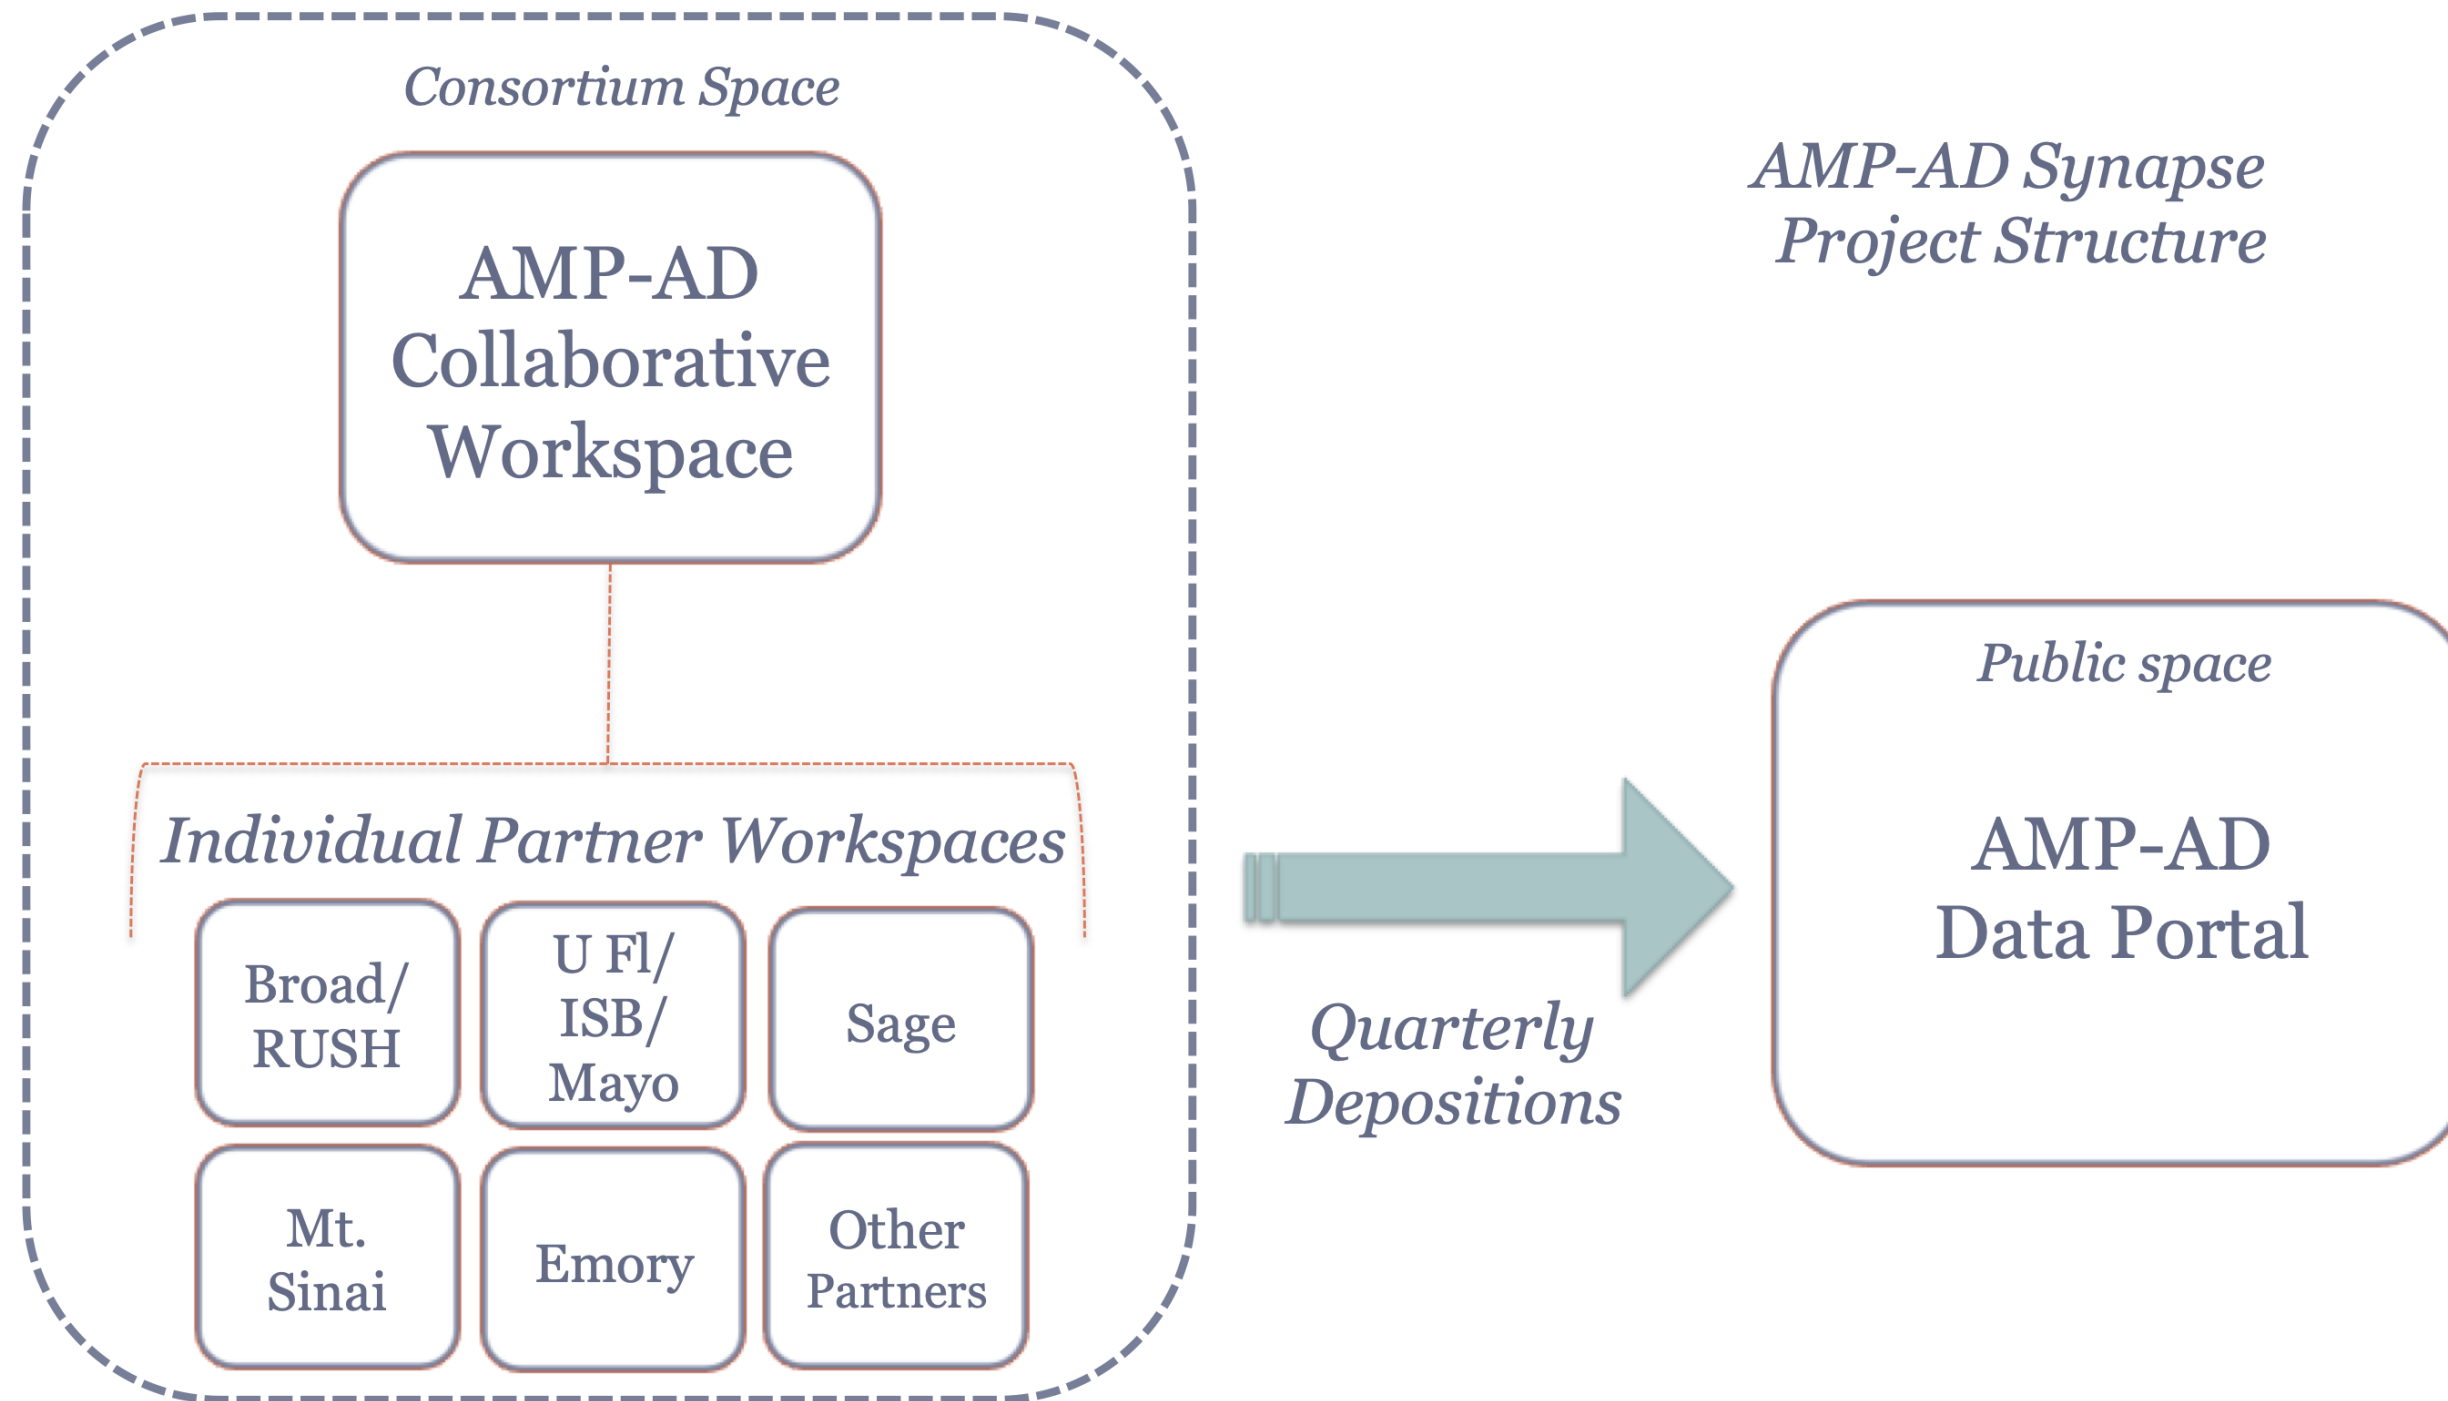 Consortium Space
AMP-AD
Collaborative
Workspace
AMP-AD Synapse
Project Structure
Individual Partner Workspaces
Broad/
RUSH
U Fl/
ISB/
Mayo
Sage
Mt.
Sinai
Emory
Other
Partners
Quarterly
Depositions
Public space
AMP-AD
Data Portal